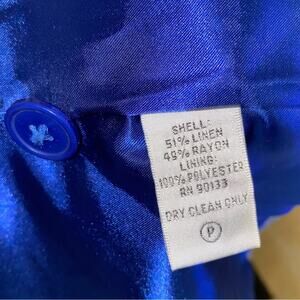 SHELL:
51% LINEN
49% RAYON
LINING:
100% POLYESTER
RN 90133
DRY CLEAN ONLY
P